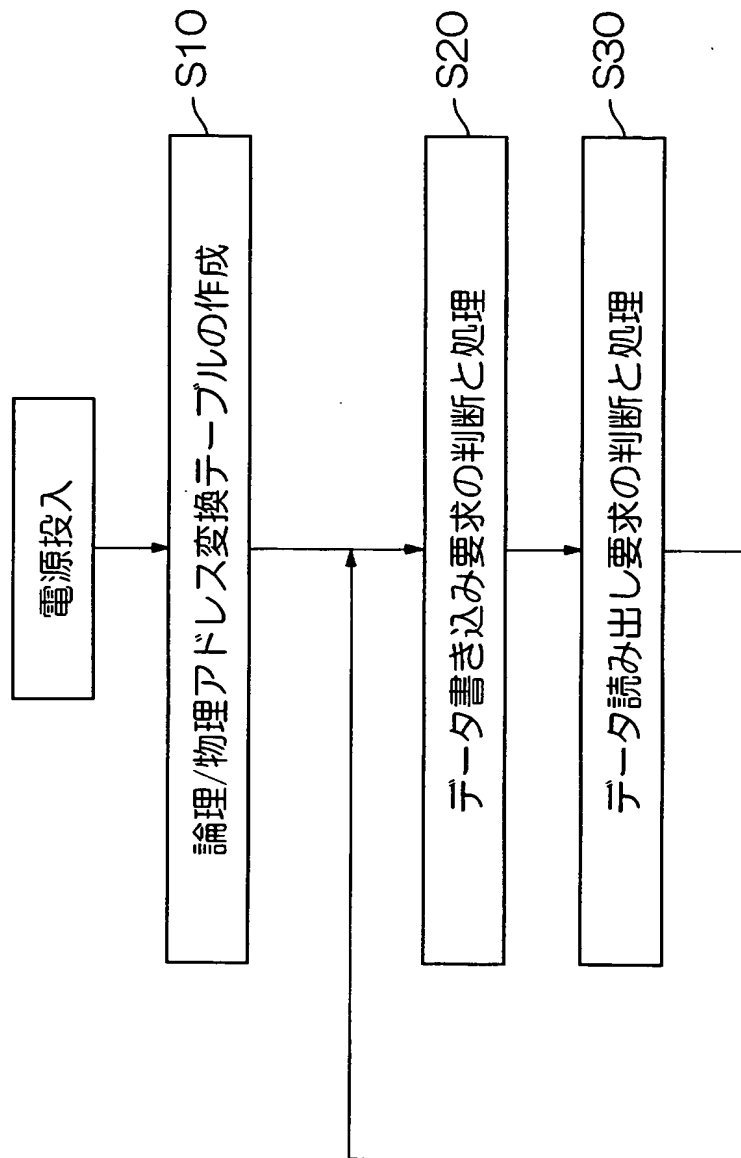 電源投入
論理/物理アドレス変換テーブルの作成
S10
データ書き込み要求の判断と処理
S20
データ読み出し要求の判断と処理
S30